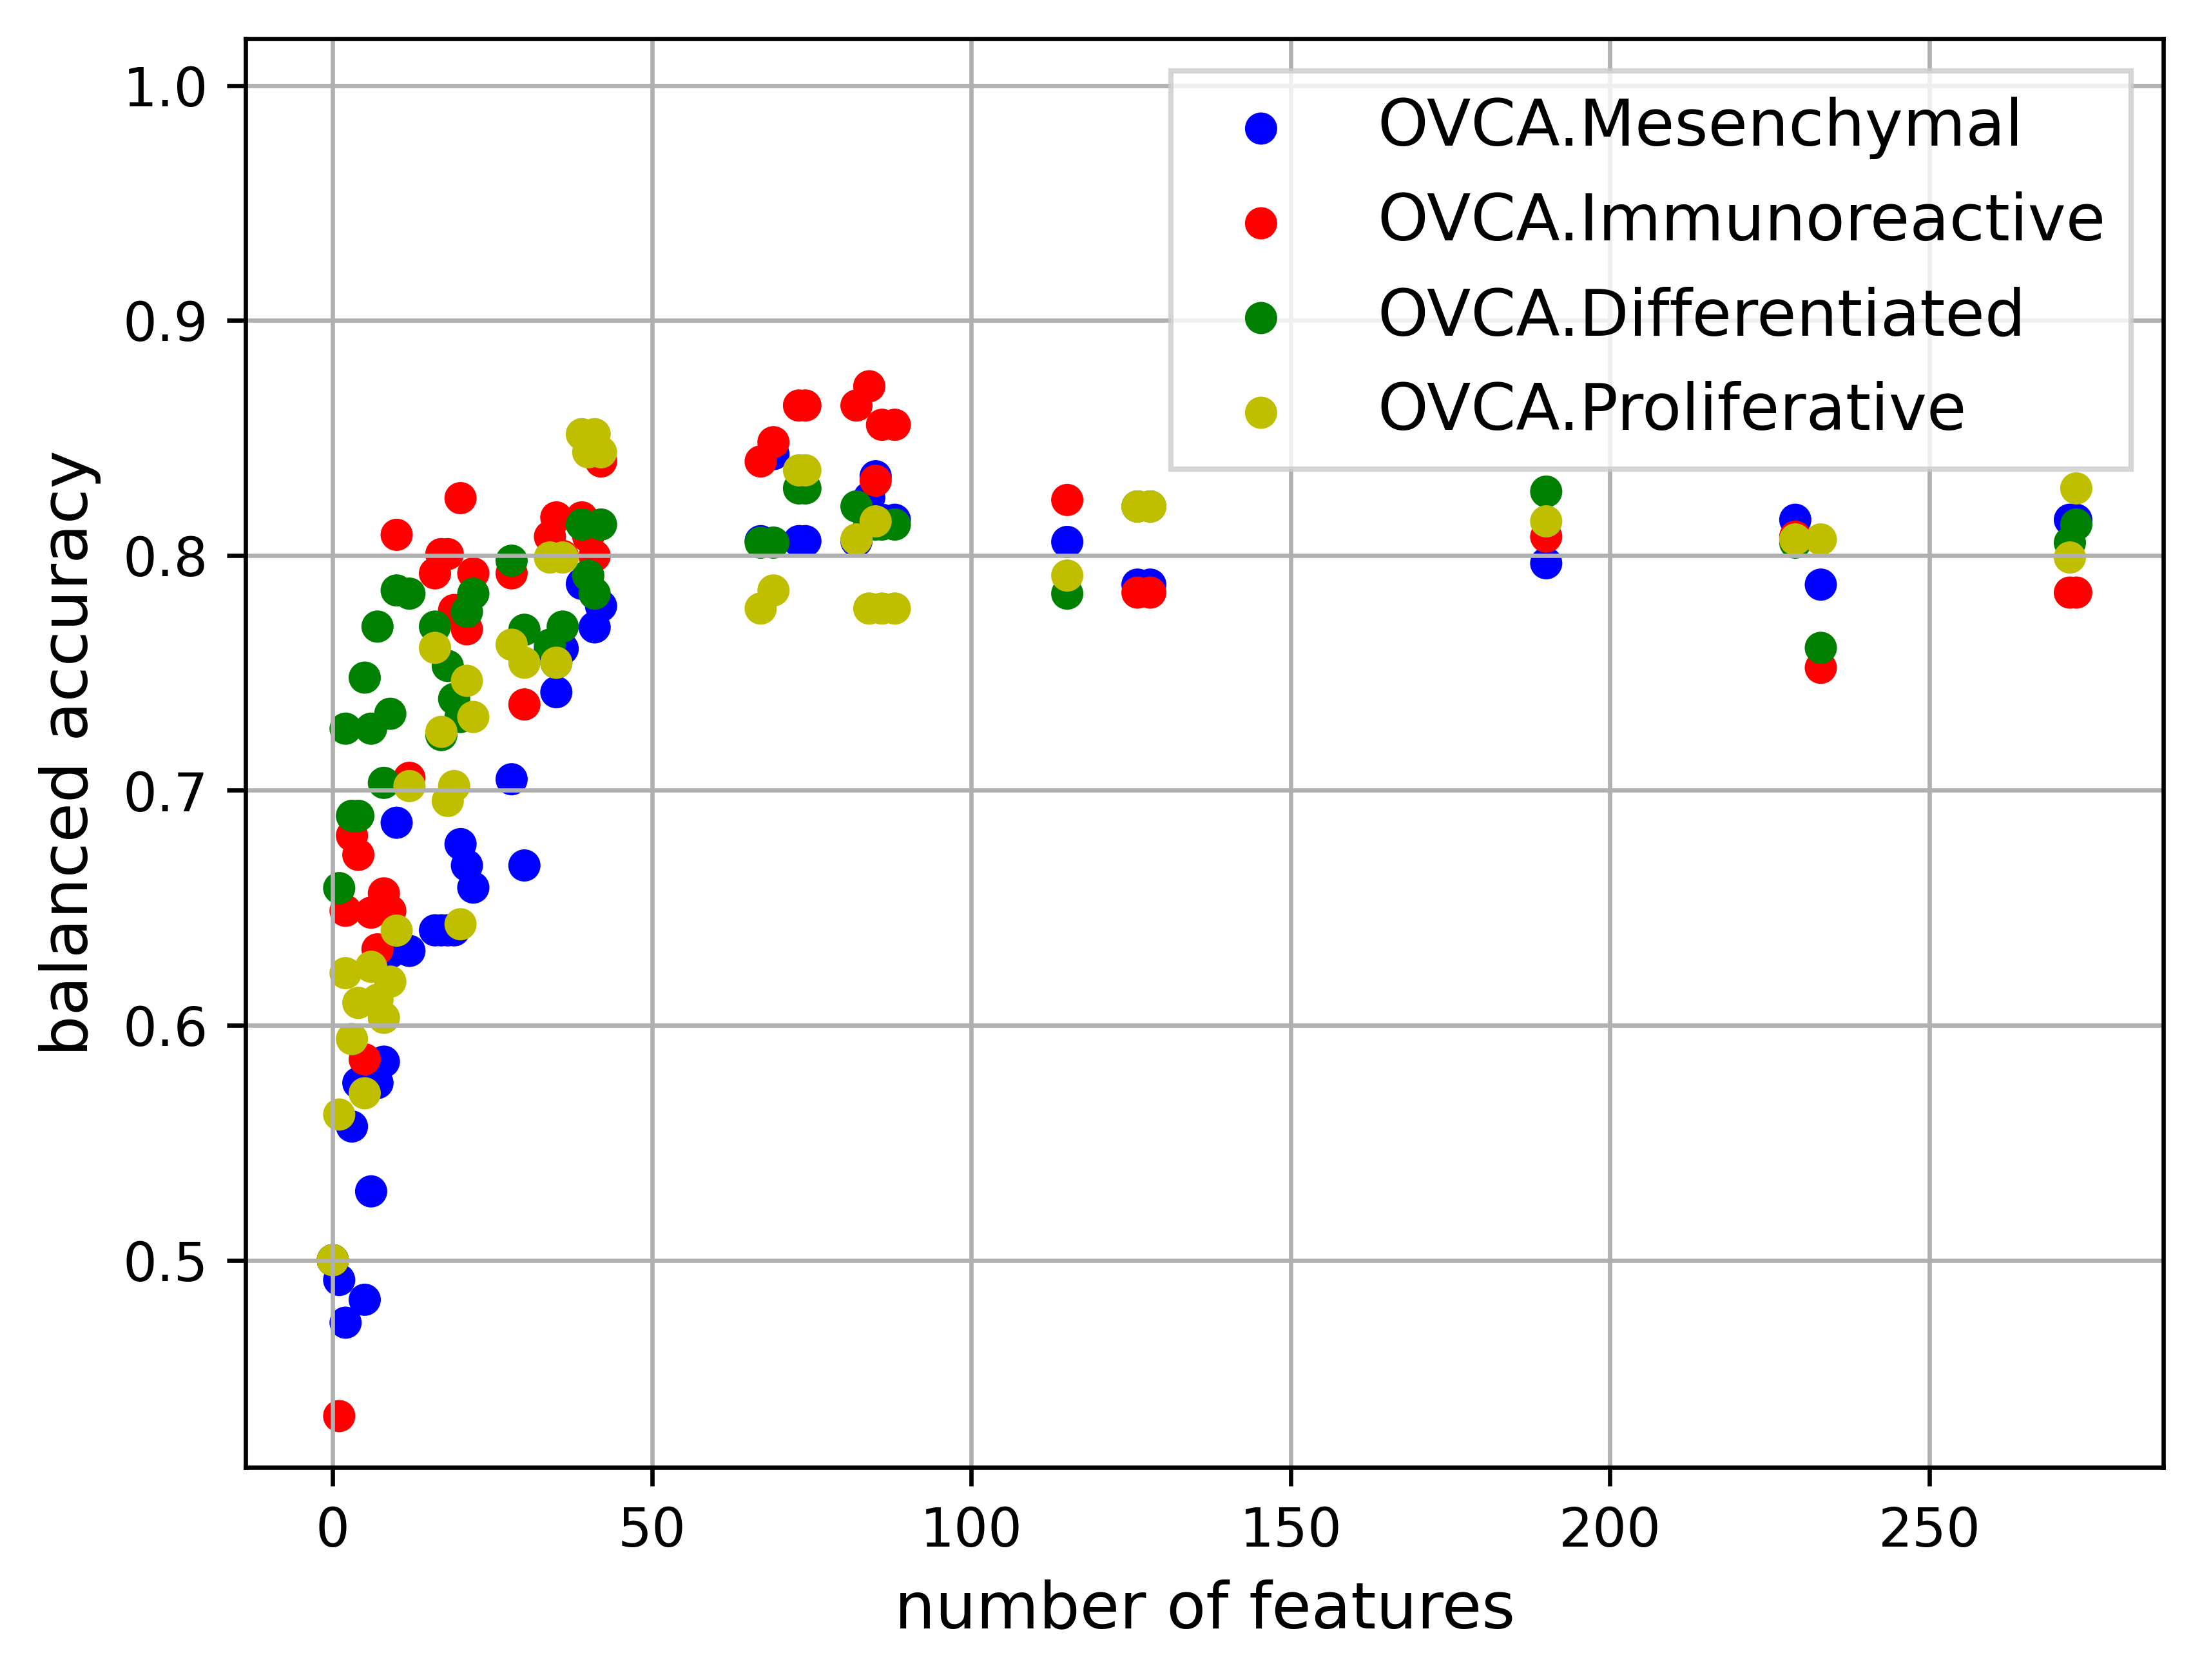 1.0
0.9
0.8
0.7
0.6
0.5
balanced accuracy
OVCA.Mesenchymal
OVCA.Immunoreactive
OVCA.Differentiated
OVCA.Proliferative
0 50 100 150 200 250
number of features